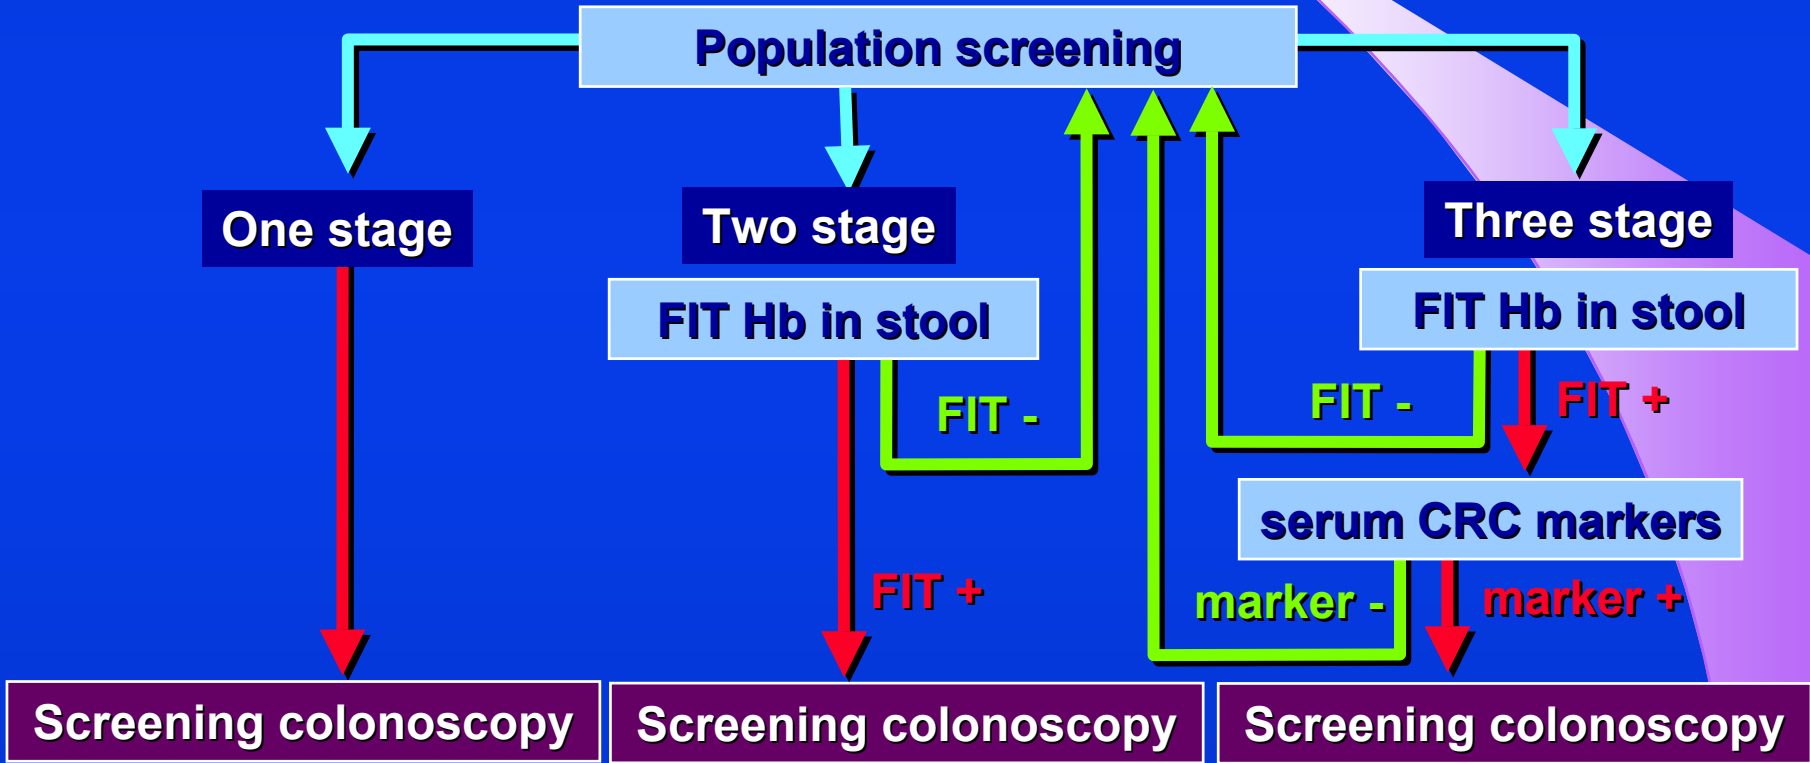 Population screening
One stage
Two stage
Three stage
FIT Hb in stool
FIT Hb in stool
FIT -
FIT -
FIT +
serum CRC markers
FIT +
marker -
marker +
Screening colonoscopy
Screening colonoscopy
Screening colonoscopy